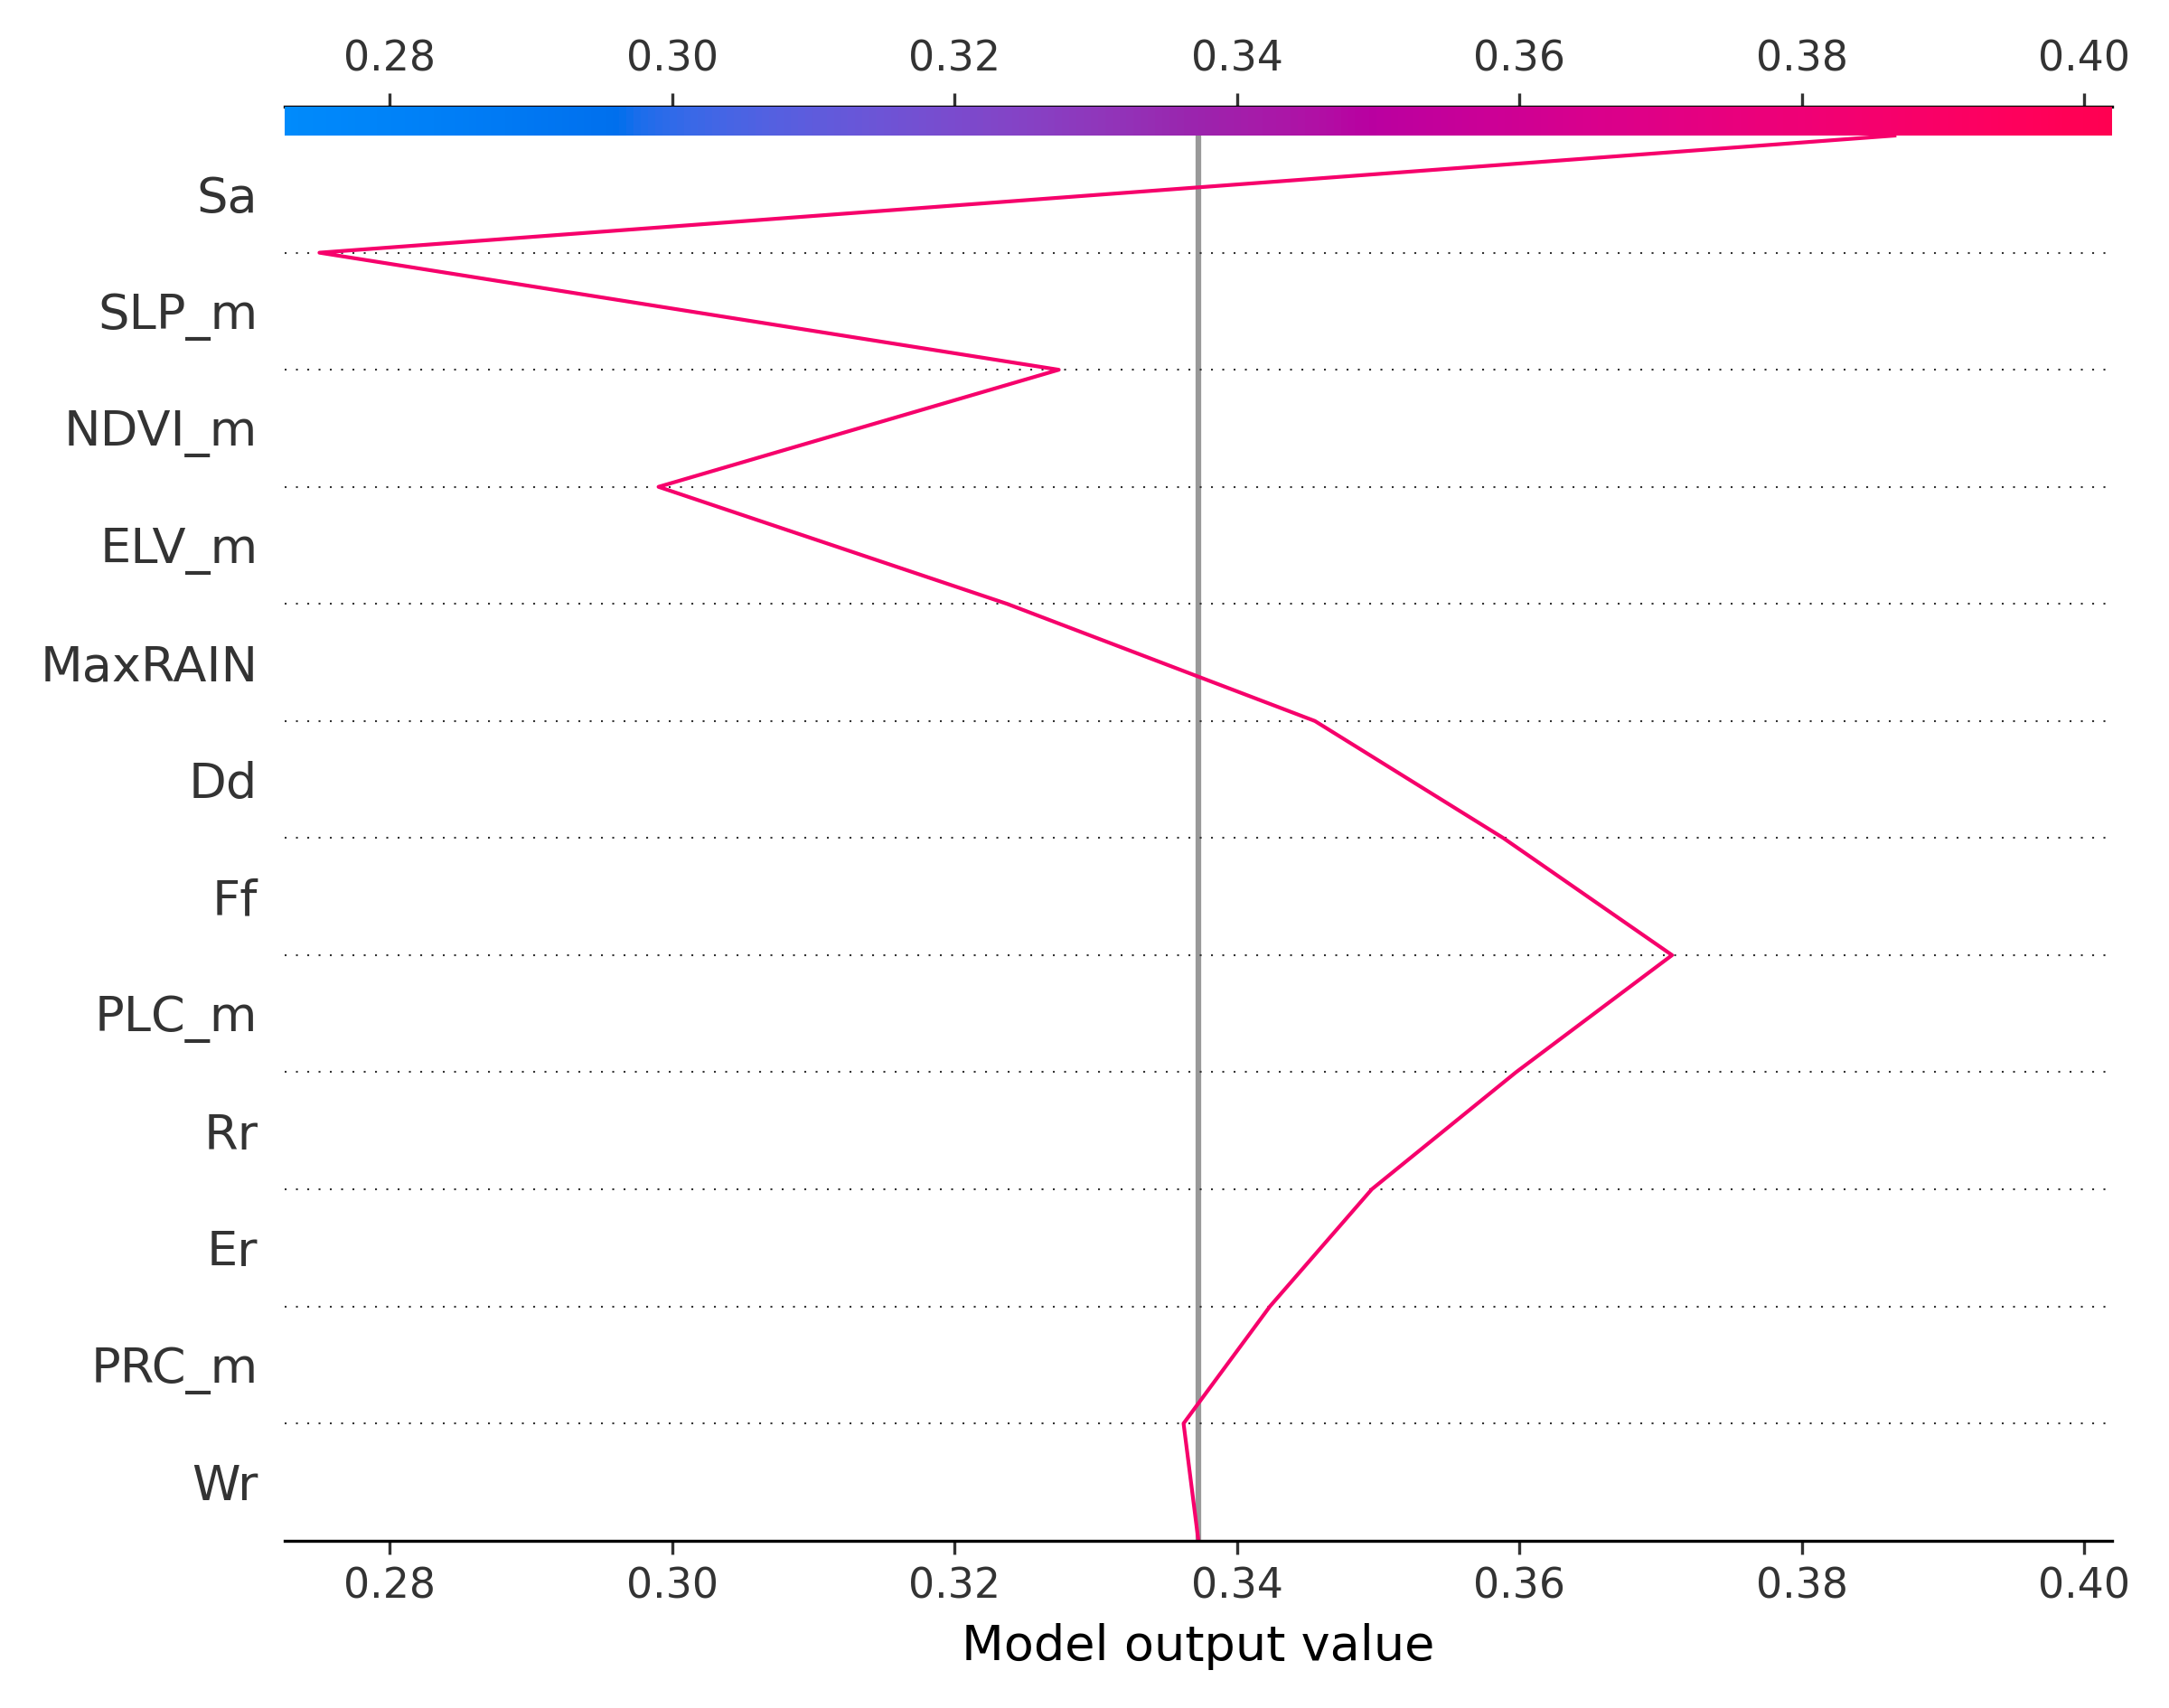 0.28 0.30 0.32 0.34 0.36 0.38 0.40
Sa
SLP_m
NDVI_m
ELV_m
MaxRAIN
Dd
Ff
PLC_m
Rr
Er
PRC_m
Wr
0.28 0.30 0.32 0.34 0.36 0.38 0.40
Model output value